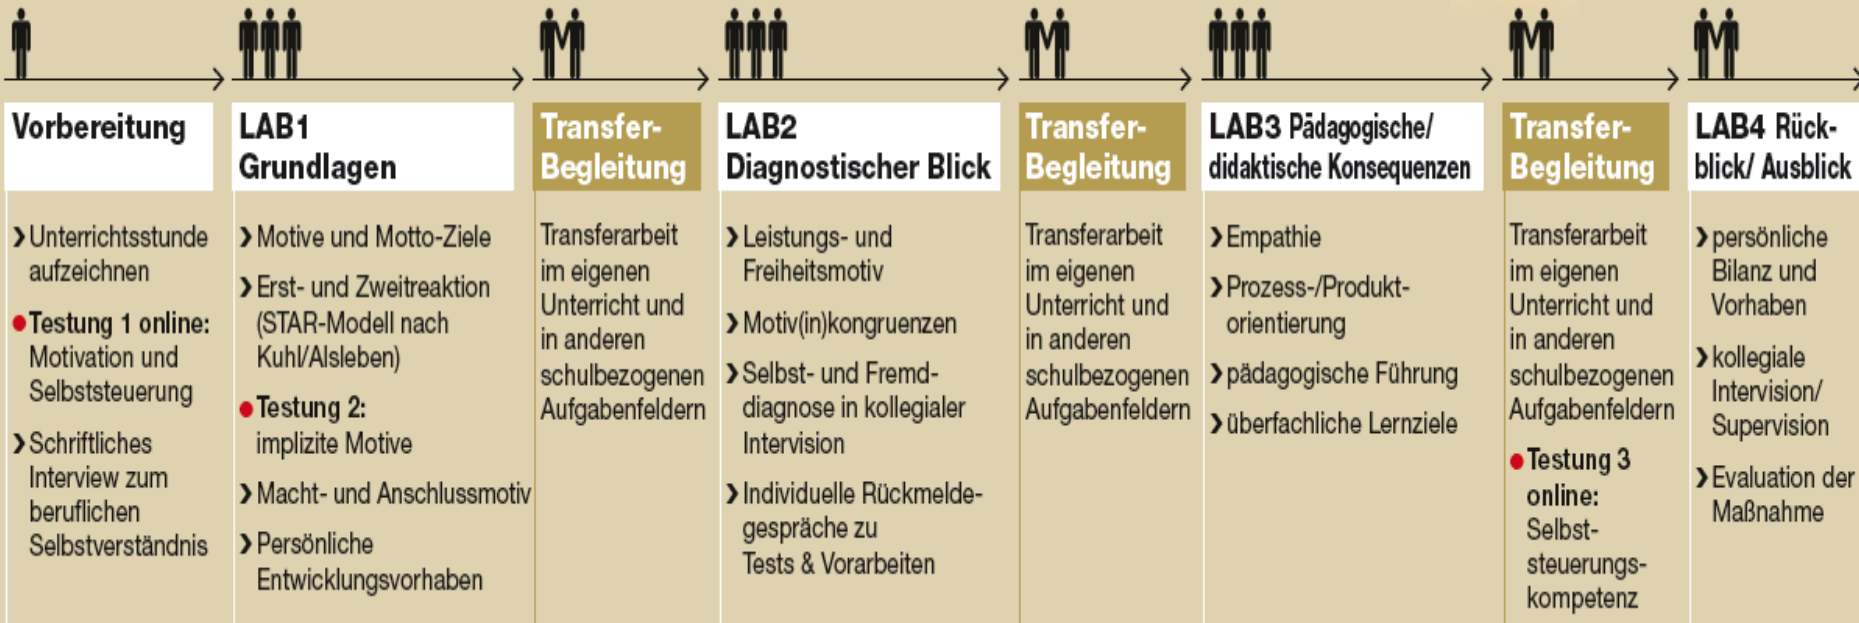 Vorbereitung
❯ Unterrichtsstunde
aufzeichnen
● Testung 1 online:
Motivation und
Selbststeuerung
❯ Schriftliches
Interview zum
beruflichen
Selbstverständnis
LAB1
Grundlagen
❯ Motive und Motto-Ziele
❯ Erst- und Zweitreaktion
(STAR-Modell nach
Kuhl/Alsleben)
● Testung 2:
implizite Motive
❯ Macht- und Anschlussmotiv
❯ Persönliche
Entwicklungsvorhaben
Transfer-
Begleitung
Transferarbeit
im eigenen
Unterricht und
in anderen
schulbezogenen
Aufgabenfeldern
LAB2
Diagnostischer Blick
❯ Leistungs- und
Freiheitsmotiv
❯ Motiv(in)kongruenzen
❯ Selbst- und Fremd-
diagnose in kollegialer
Intervision
❯ Individuelle Rückmelde-
gespräche zu
Tests & Vorarbeiten
Transfer-
Begleitung
Transferarbeit
im eigenen
Unterricht und
in anderen
schulbezogenen
Aufgabenfeldern
LAB3 Pädagogische/
didaktische Konsequenzen
❯ Empathie
❯ Prozess-/Produkt-
orientierung
❯ pädagogische Führung
❯ überfachliche Lernziele
Transfer-
Begleitung
Transferarbeit
im eigenen
Unterricht und
in anderen
schulbezogenen
Aufgabenfeldern
● Testung 3
online:
Selbst-
steuerungs-
kompetenz
LAB4 Rück-
blick/ Ausblick
❯ persönliche
Bilanz und
Vorhaben
❯ kollegiale
Intervision/
Supervision
❯ Evaluation der
Maßnahme